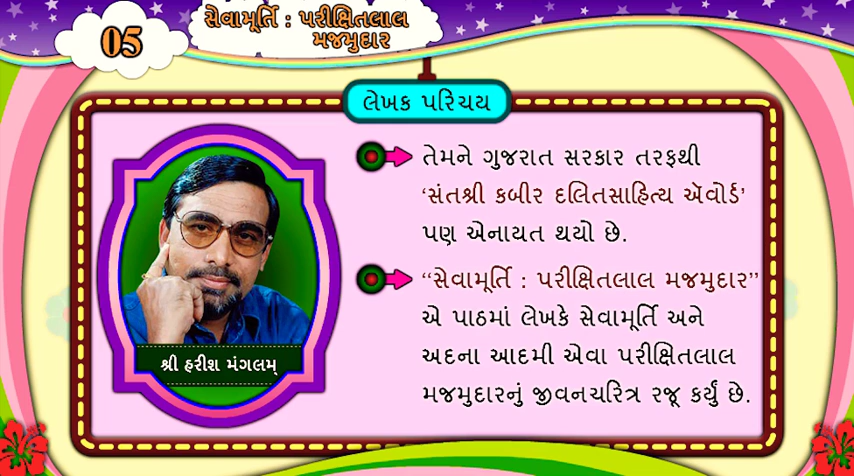 05
સેવામૂર્તિ : પરીક્ષિતલાલ
મજમુદાર
લેખક પરિચય
તેમને ગુજરાત સરકાર તરફથી
‘સંતશ્રી કબીર દલિતસાહિત્ય ઍવોર્ડ’
પણ એનાયત થયો છે.
“સેવામૂર્તિ : પરીક્ષિતલાલ મજમુદાર”
એ પાઠમાં લેખકે સેવામૂર્તિ અને
અદના આદમી એવા પરીક્ષિતલાલ
મજમુદારનું જીવનચરિત્ર રજૂ કર્યું છે.
શ્રી હરીશ મંગલમ્